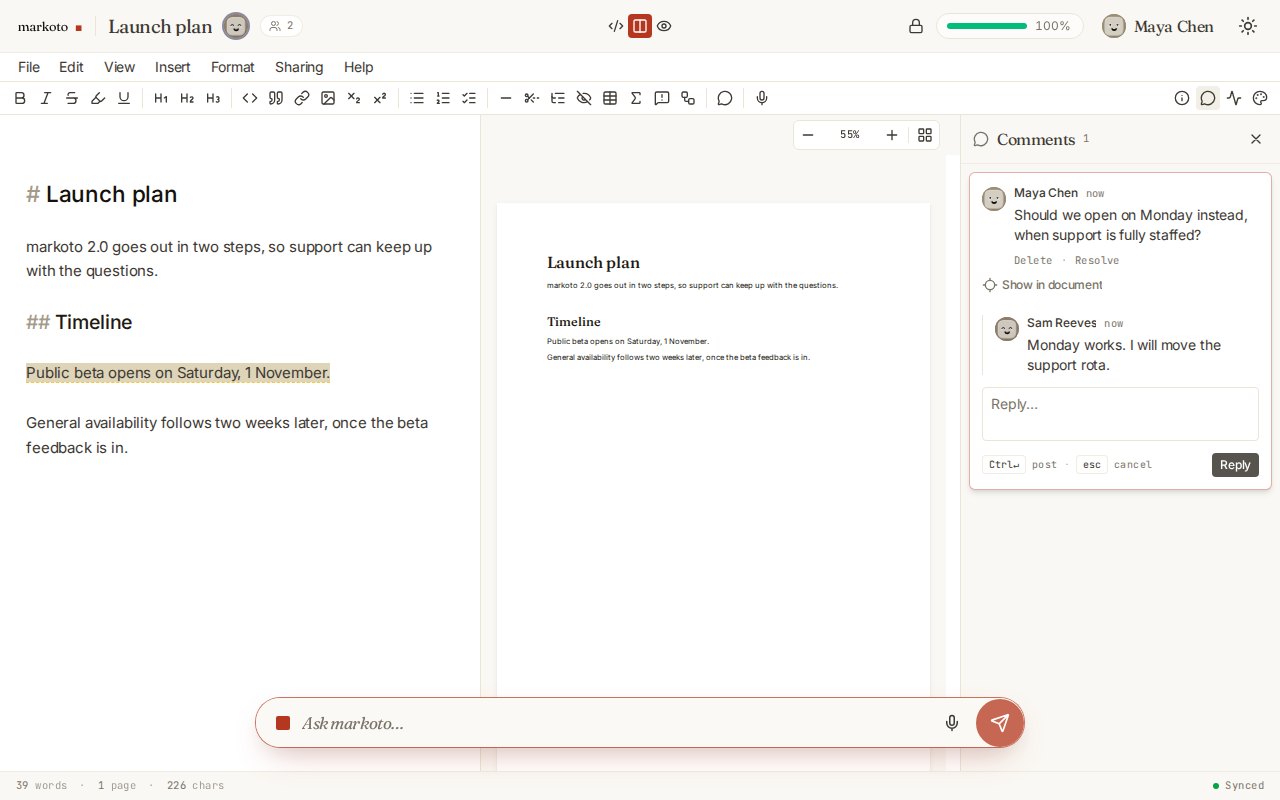 markoto
Launch plan
2
100%
Maya Chen
File Edit View Insert Format Sharing Help
H1 H2 H3
X2 X2
55%
Comments 1
# Launch plan
markoto 2.0 goes out in two steps, so support can keep up
with the questions.
## Timeline
Public beta opens on Saturday, 1 November.
General availability follows two weeks later, once the beta
feedback is in.
Launch plan
markoto 2.0 goes out in two steps, so support can keep up with the questions.
Timeline
Public beta opens on Saturday, 1 November.
General availability follows two weeks later, once the beta feedback is in.
Maya Chen now
Should we open on Monday instead,
when support is fully staffed?
Delete · Resolve
Show in document
Sam Reeves now
Monday works. I will move the
support rota.
Reply...
Ctrl↵ post · esc cancel
Reply
Ask markoto...
39 words · 1 page · 226 chars
Synced